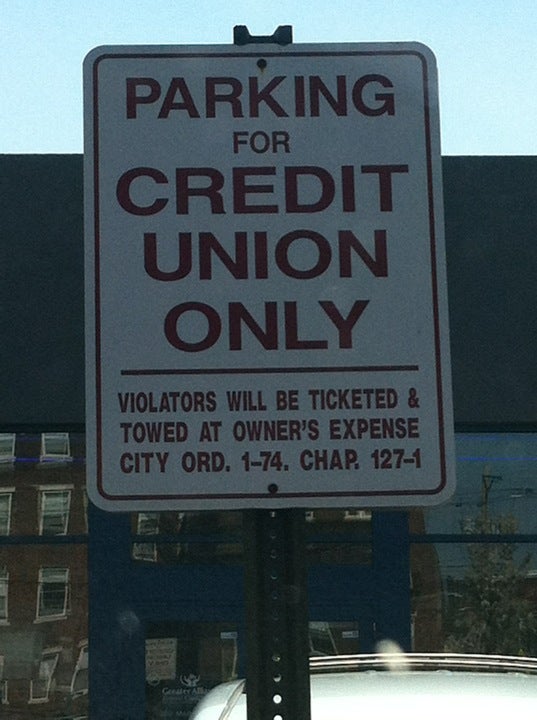 PARKING
FOR
CREDIT
UNION
ONLY
VIOLATORS WILL BE TICKETED &
TOWED AT OWNER'S EXPENSE
CITY ORD. 1-74. CHAP. 127-1
Greater